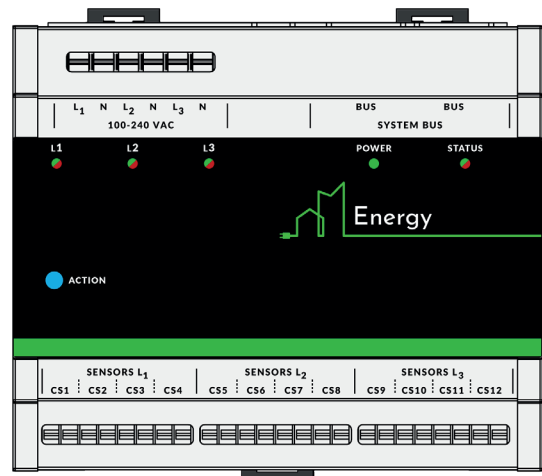 L1 N L2 N L3 N
100-240 VAC
BUS BUS
SYSTEM BUS
L1 L2 L3 POWER STATUS
Energy
ACTION
SENSORS L1 SENSORS L2 SENSORS L3
CS1 CS2 CS3 CS4 CS5 CS6 CS7 CS8 CS9 CS10 CS11 CS12